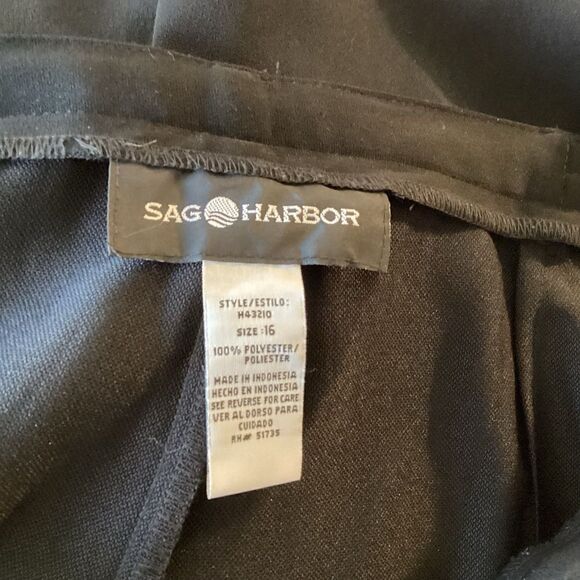 SAG HARBOR
STYLE/ESTILO:
H43210
SIZE:16
100% POLYESTER/
POLIESTER
MADE IN INDONESIA
HECHO EN INDONESIA
SEE REVERSE FOR CARE
VER AL DORSO PARA
CUIDADO
RN# 51735